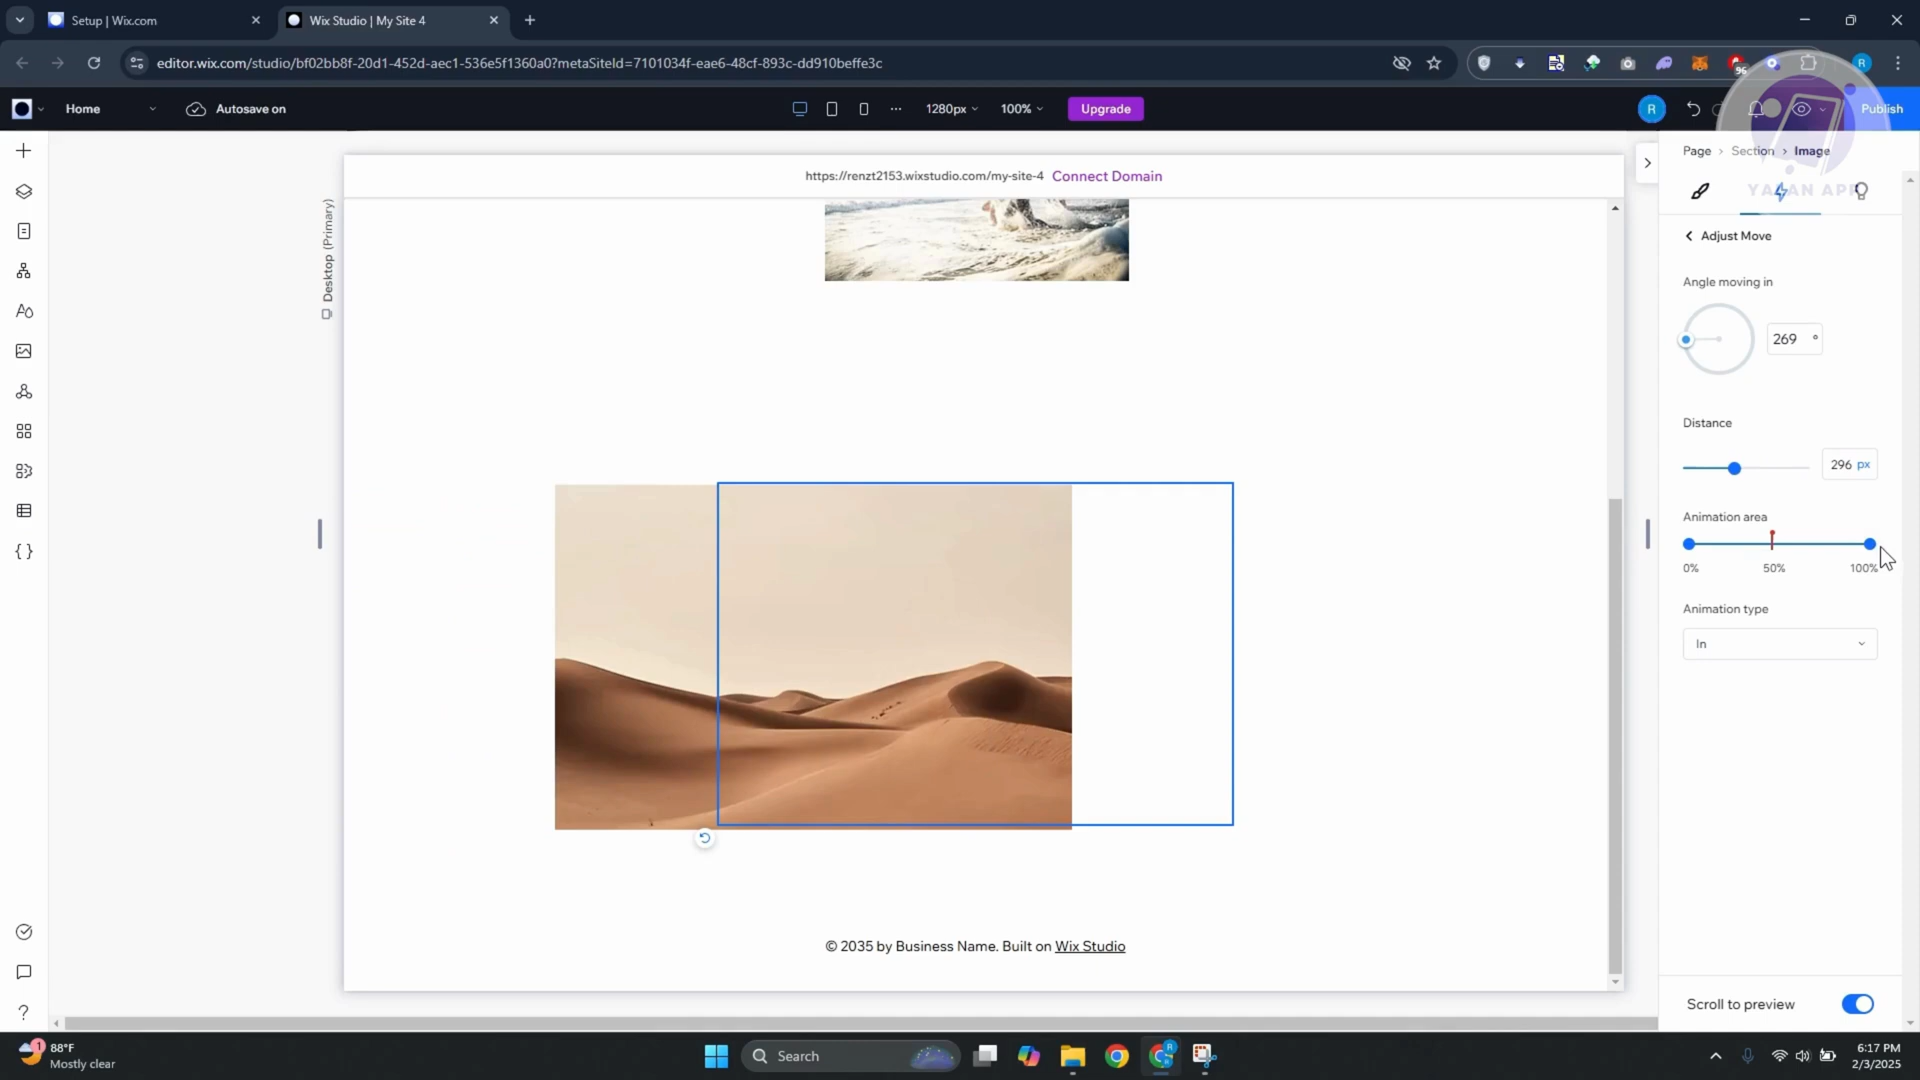 Setup | Wix.com
Wix Studio | My Site 4
editor.wix.com/studio/bf02bb8f-20d1-452d-aec1-536e5f1360a0?metaSiteId=7101034f-eae6-48cf-893c-dd910beffe3c
96
R
Home
Autosave on
1280px
100%
Upgrade
R
Publish
https://renzt2153.wixstudio.com/my-site-4 Connect Domain
Page > Section > Image
Desktop (Primary)
Adjust Move
Angle moving in
269 °
Distance
296 px
Animation area
0% 50% 100%
Animation type
In
© 2035 by Business Name. Built on Wix Studio
Scroll to preview
1
88°F
Mostly clear
Search
R
6:17 PM
2/3/2025